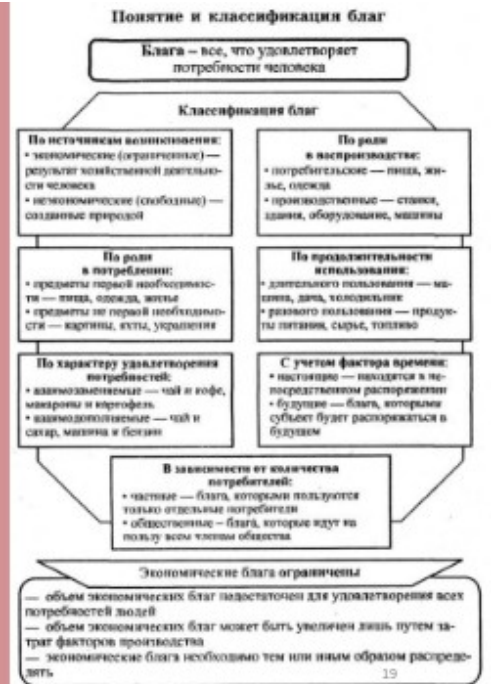 Понятие и классификация благ
Блага – все, что удовлетворяет
потребности человека
Классификация благ
По источникам возникновения:
• экономические (ограниченные) —
результат хозяйственной деятельно-
сти человека
• неэкономические (свободные) —
созданные природой
По роли
в воспроизводстве:
• потребительские — пища, жи-
лье, одежда
• производственные — станки,
здания, оборудование, машины
По роли
в потреблении:
• предметы первой необходимос-
ти — пища, одежда, жилье
• предметы не первой необходимо-
сти — картины, яхты, украшения
По продолжительности
использования:
• длительного пользования — ма-
шина, дача, холодильник
• разового пользования — продук-
ты питания, сырье, топливо
По характеру удовлетворения
потребностей:
• взаимозаменяемые — чай и кофе,
макароны и картофель
• взаимодополняемые — чай и
сахар, машина и бензин
С учетом фактора времени:
• настоящие — находятся в не-
посредственном распоряжении
• будущие — блага, которыми
субъект будет распоряжаться в
будущем
В зависимости от количества
потребителей:
• частные — блага, которыми пользуются
только отдельные потребители
• общественные – блага, которые идут на
пользу всем членам общества
Экономические блага ограничены
— объем экономических благ недостаточен для удовлетворения всех
потребностей людей
— объем экономических благ может быть увеличен лишь путем за-
трат факторов производства
— экономические блага необходимо тем или иным образом распреде-
лять
19